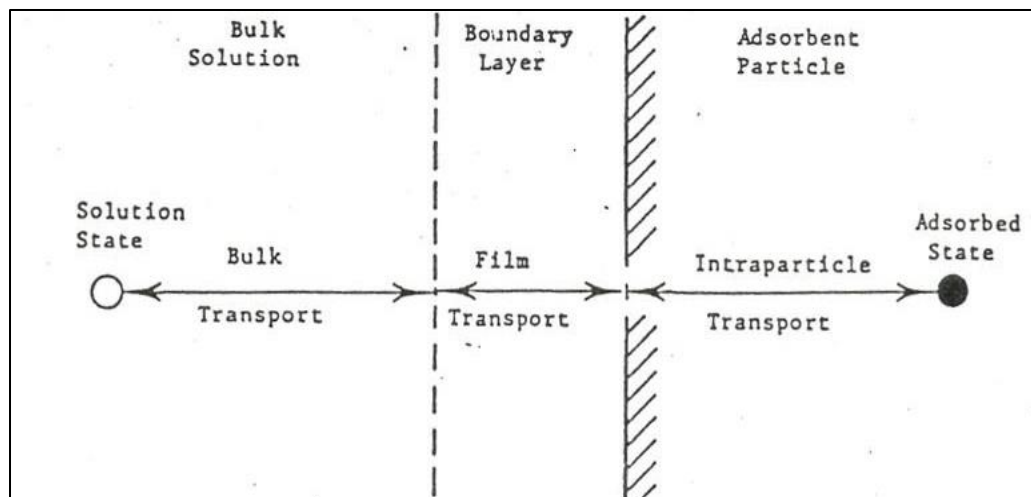 Bulk
Solution
Boundary
Layer
Adsorbent
Particle
Solution
State
Bulk
Transport
Film
Transport
Intraparticle
Transport
Adsorbed
State